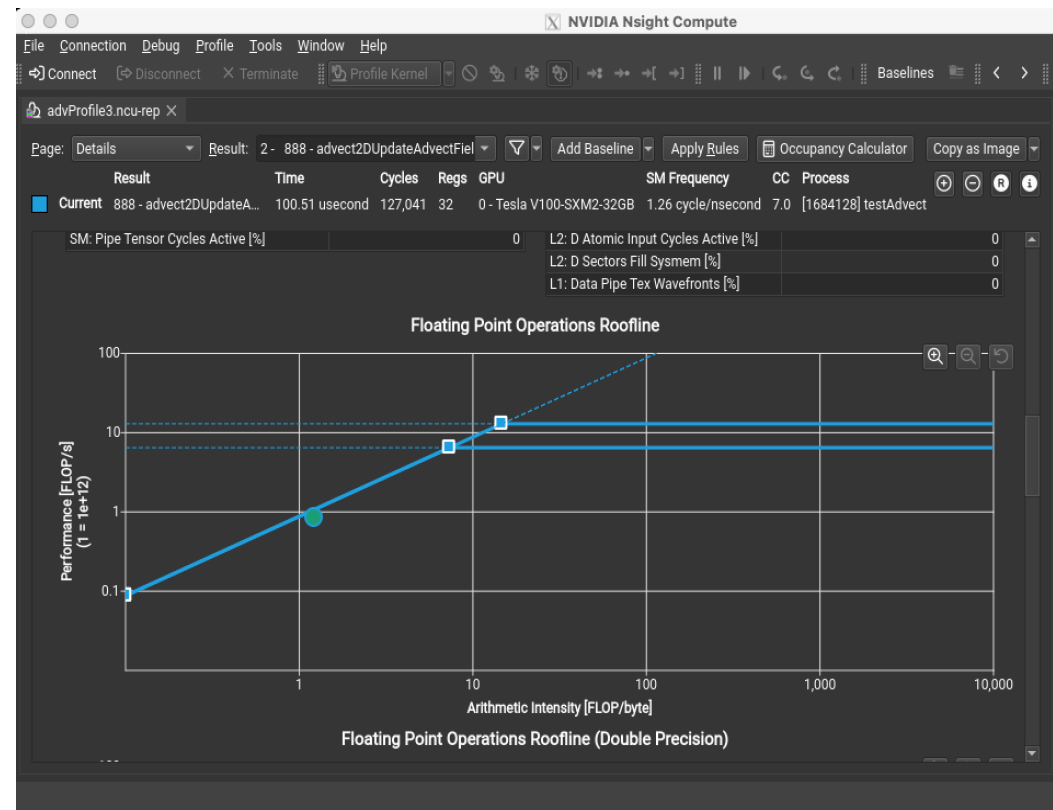 NVIDIA Nsight Compute
File Connection Debug Profile Tools Window Help
Connect Disconnect Terminate Profile Kernel Baselines
advProfile3.ncu-rep
Page: Details Result: 2 - 888 - advect2DUpdateAdvectFiel Add Baseline Apply Rules Occupancy Calculator Copy as Image
Result Time Cycles Regs GPU SM Frequency CC Process
Current 888 - advect2DUpdateA... 100.51 usecond 127,041 32 0 - Tesla V100-SXM2-32GB 1.26 cycle/nsecond 7.0 [1684128] testAdvect
SM: Pipe Tensor Cycles Active [%] 0 L2: D Atomic Input Cycles Active [%] 0
L2: D Sectors Fill Sysmem [%] 0
L1: Data Pipe Tex Wavefronts [%] 0
Floating Point Operations Roofline
100
10
1
0.1
Performance [FLOP/s]
(1 = 1e+12)
1 10 100 1,000 10,000
Arithmetic Intensity [FLOP/byte]
Floating Point Operations Roofline (Double Precision)